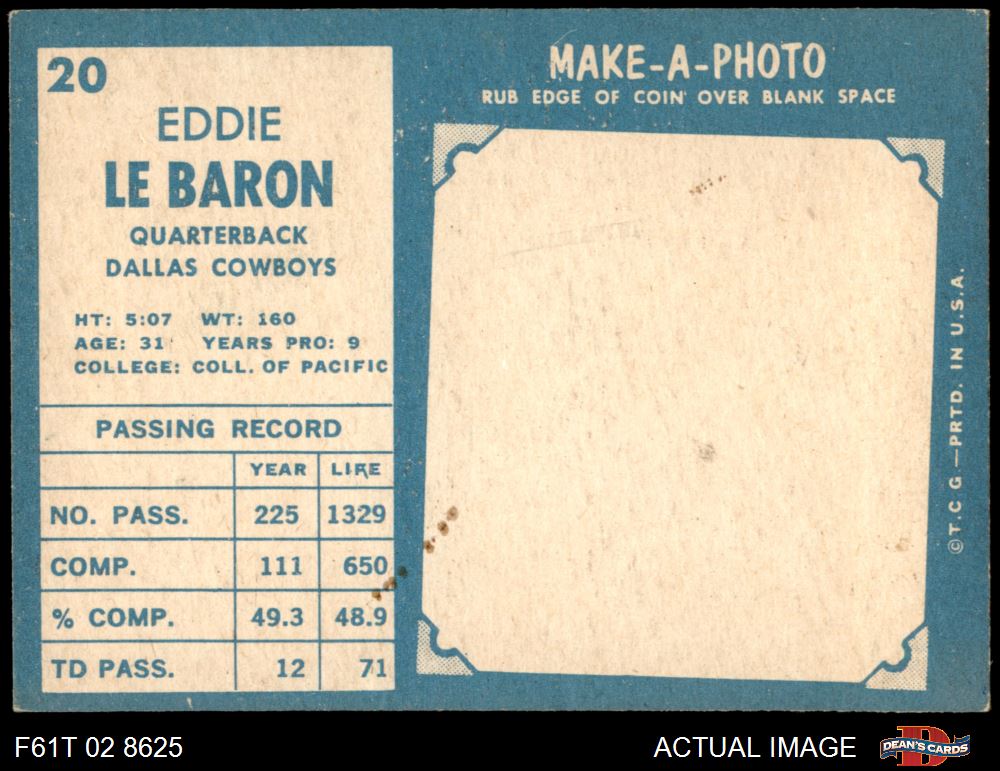 20
EDDIE
LE BARON
QUARTERBACK
DALLAS COWBOYS
HT: 5:07 WT: 160
AGE: 31 YEARS PRO: 9
COLLEGE: COLL. OF PACIFIC
PASSING RECORD
YEAR LIFE
NO. PASS. 225 1329
COMP. 111 650
% COMP. 49.3 48.9
TD PASS. 12 71
MAKE-A-PHOTO
RUB EDGE OF COIN OVER BLANK SPACE
©T.C.G.—PRTD. IN U.S.A.
F61T 02 8625
ACTUAL IMAGE
DEAN'S CARDS